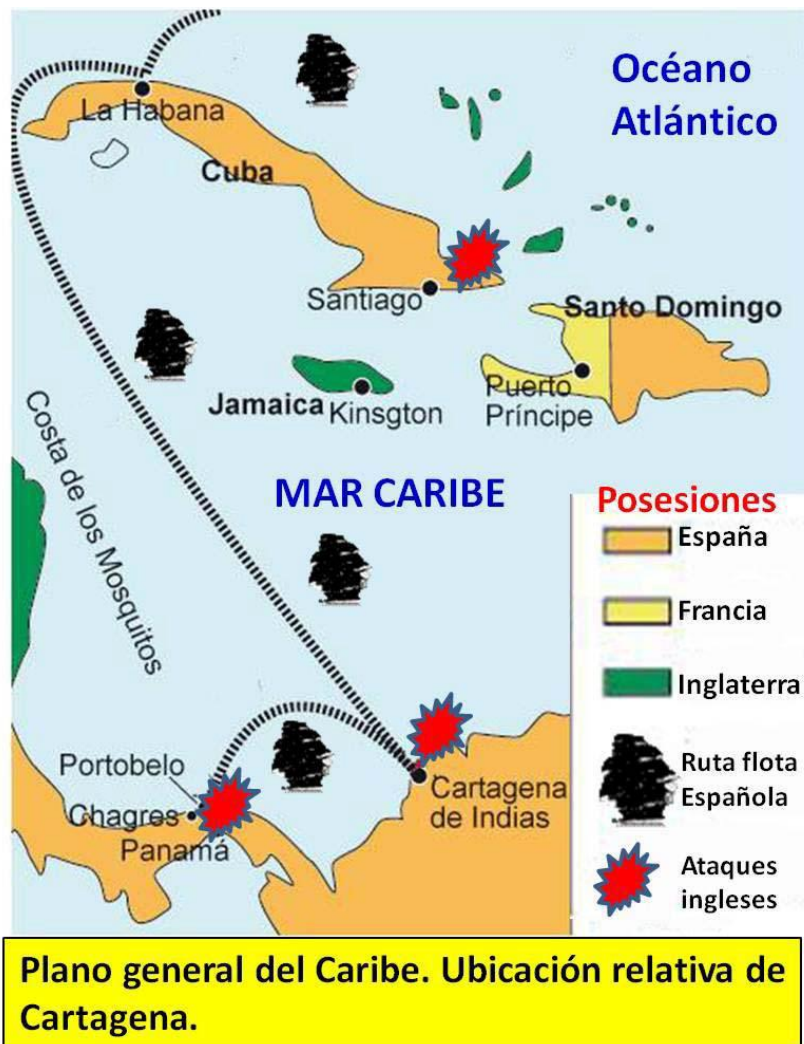 Océano
Atlántico
La Habana
Cuba
Santiago
Santo Domingo
Puerto
Príncipe
Jamaica
Kinsgton
Costa de los Mosquitos
MAR CARIBE
Posesiones
España
Francia
Inglaterra
Ruta flota
Española
Ataques
ingleses
Portobelo
Chagres
Panamá
Cartagena
de Indias
Plano general del Caribe. Ubicación relativa de
Cartagena.